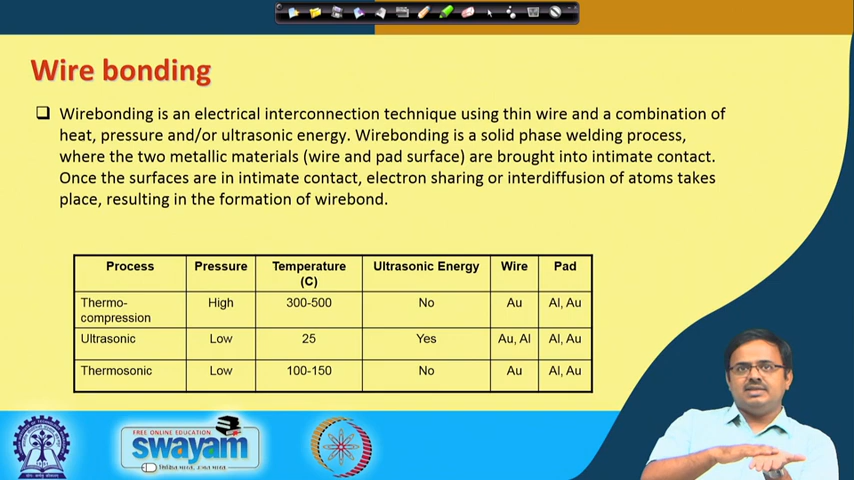 Wire bonding
Wirebonding is an electrical interconnection technique using thin wire and a combination of
heat, pressure and/or ultrasonic energy. Wirebonding is a solid phase welding process,
where the two metallic materials (wire and pad surface) are brought into intimate contact.
Once the surfaces are in intimate contact, electron sharing or interdiffusion of atoms takes
place, resulting in the formation of wirebond.
Process Pressure Temperature (C) Ultrasonic Energy Wire Pad
Thermo-compression High 300-500 No Au Al, Au
Ultrasonic Low 25 Yes Au, Al Al, Au
Thermosonic Low 100-150 No Au Al, Au
FREE ONLINE EDUCATION
swayam